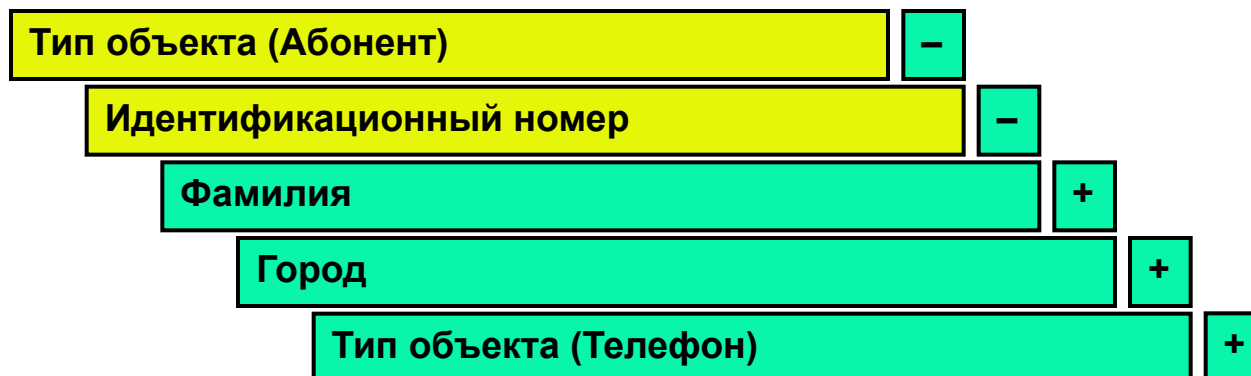 Тип объекта (Абонент) –
Идентификационный номер –
Фамилия +
Город +
Тип объекта (Телефон) +